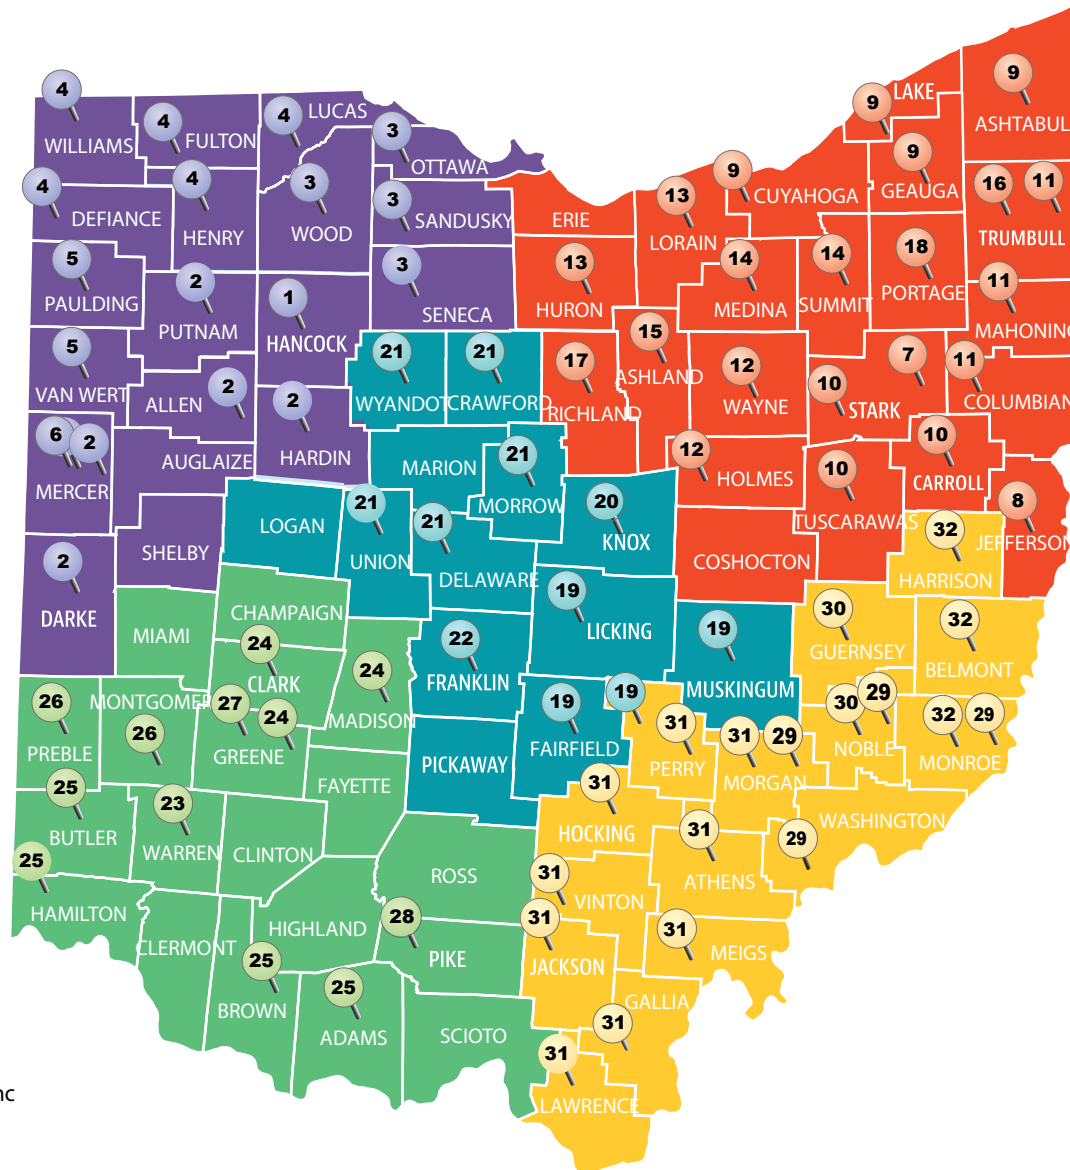 9
4
LAKE
9
4
4
LUCAS
ASHTABUL
4
FULTON
3
WILLIAMS
OTTAWA
9
9
CUYAHOGA
GEAUGA
4
4
3
16
11
DEFIANCE
3
SANDUSKY
13
ERIE
HENRY
WOOD
LORAIN
TRUMBULL
5
3
13
14
14
18
11
PAULDING
2
1
SENECA
HURON
MEDINA
SUMMIT
PORTAGE
PUTNAM
HANCOCK
MAHONING
5
21
21
17
15
12
7
11
VAN WERT
ALLEN
2
2
WYANDOT
CRAWFORD
RICHLAND
ASHLAND
WAYNE
10
STARK
COLUMBIAN
6
2
AUGLAIZE
HARDIN
MARION
21
12
HOLMES
10
10
MERCER
MORROW
CARROLL
SHELBY
LOGAN
21
21
20
KNOX
TUSCARAWAS
8
32
JEFFERSON
2
UNION
DELAWARE
COSHOCTON
HARRISON
DARKE
MIAMI
CHAMPAIGN
19
LICKING
19
30
GUERNSEY
32
BELMONT
24
CLARK
24
22
FRANKLIN
MUSKINGUM
26
MONTGOMER
27
24
MADISON
19
19
30
29
32
29
PREBLE
26
GREENE
PICKAWAY
FAIRFIELD
31
PERRY
31
29
MORGAN
NOBLE
MONROE
25
23
FAYETTE
31
BUTLER
WARREN
CLINTON
HOCKING
31
29
WASHINGTON
25
ROSS
31
VINTON
ATHENS
HAMILTON
CLERMONT
HIGHLAND
28
PIKE
31
JACKSON
31
MEIGS
25
BROWN
25
ADAMS
SCIOTO
GALLIA
31
31
LAWRENCE
nc